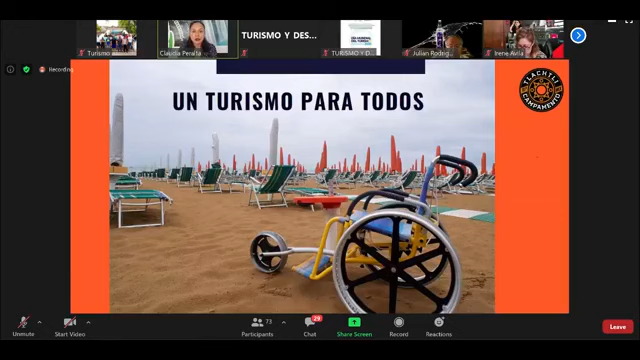 Turismo
Claudia Peralta
TURISMO Y DES...
TURISMO Y D...
Julian Rodrig...
Irene Avila
Recording
UN TURISMO PARA TODOS
TLACHTLI
CAMPAMENTO
Unmute
Start Video
73
Participants
29
Chat
Share Screen
Record
Reactions
Leave